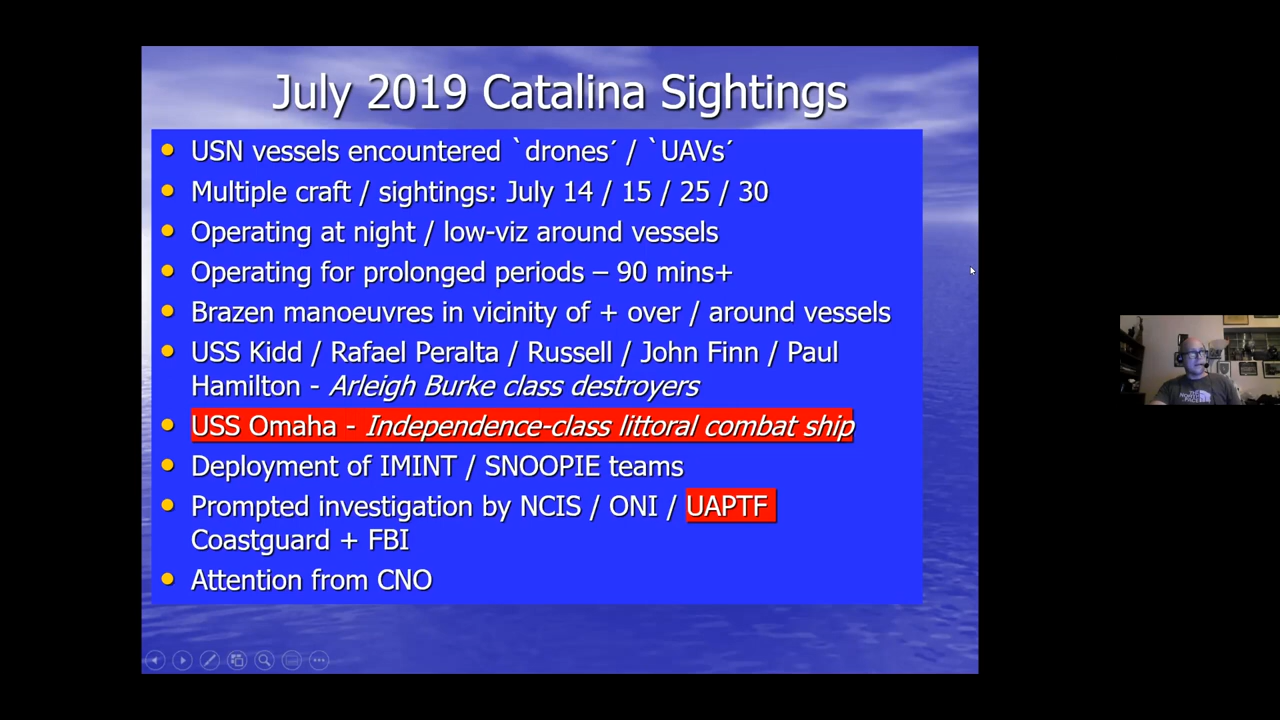 July 2019 Catalina Sightings
USN vessels encountered `drones´ / `UAVs´
Multiple craft / sightings: July 14 / 15 / 25 / 30
Operating at night / low-viz around vessels
Operating for prolonged periods – 90 mins+
Brazen manoeuvres in vicinity of + over / around vessels
USS Kidd / Rafael Peralta / Russell / John Finn / Paul
Hamilton - Arleigh Burke class destroyers
USS Omaha - Independence-class littoral combat ship
Deployment of IMINT / SNOOPIE teams
Prompted investigation by NCIS / ONI / UAPTF
Coastguard + FBI
Attention from CNO